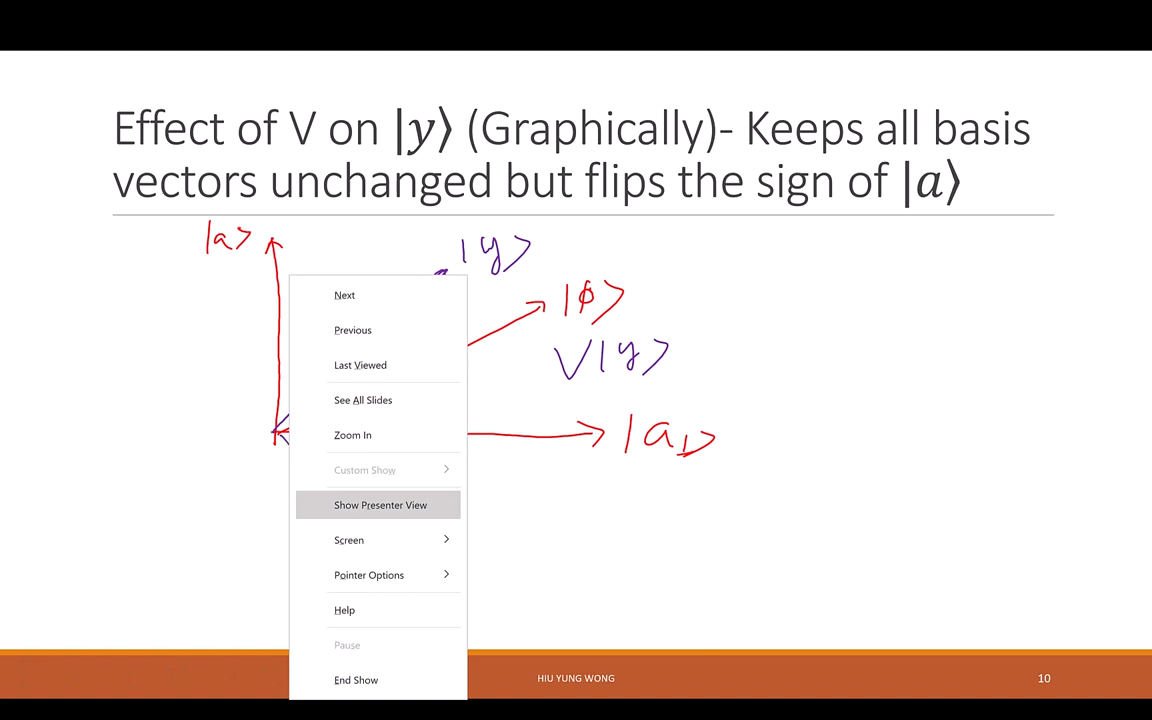 Effect of V on |y⟩ (Graphically)- Keeps all basis
vectors unchanged but flips the sign of |a⟩
|a>
|y>
|ϕ>
V|y>
|a⊥>
Next
Previous
Last Viewed
See All Slides
Zoom In
Custom Show
Show Presenter View
Screen
Pointer Options
Help
Pause
End Show
HIU YUNG WONG
10